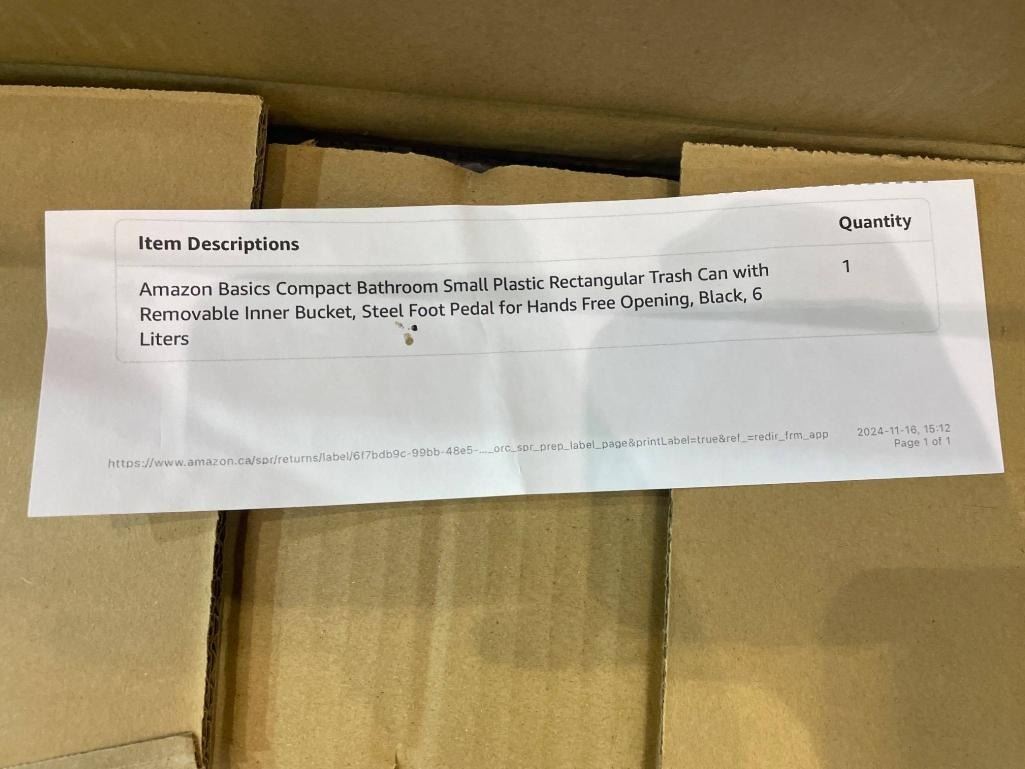 Item Descriptions
Quantity
Amazon Basics Compact Bathroom Small Plastic Rectangular Trash Can with
1
Removable Inner Bucket, Steel Foot Pedal for Hands Free Opening, Black, 6
Liters
https://www.amazon.ca/spr/returns/label/6f7bdb9c-99bb-48e5-..._orc_spr_prep_label_page&printLabel=true&ref_=redir_frm_app
2024-11-16, 15:12
Page 1 of 1